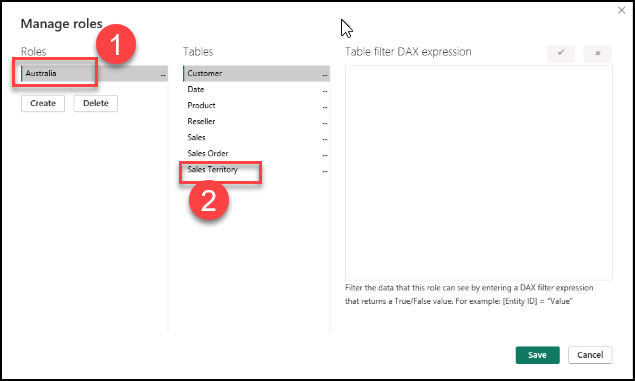 Manage roles
Roles
1
Australia
...
Create
Delete
Tables
Customer
...
Date
...
Product
...
Reseller
...
Sales
...
Sales Order
...
Sales Territory
...
2
Table filter DAX expression
Filter the data that this role can see by entering a DAX filter expression
that returns a True/False value. For example: [Entity ID] = “Value”
Save
Cancel